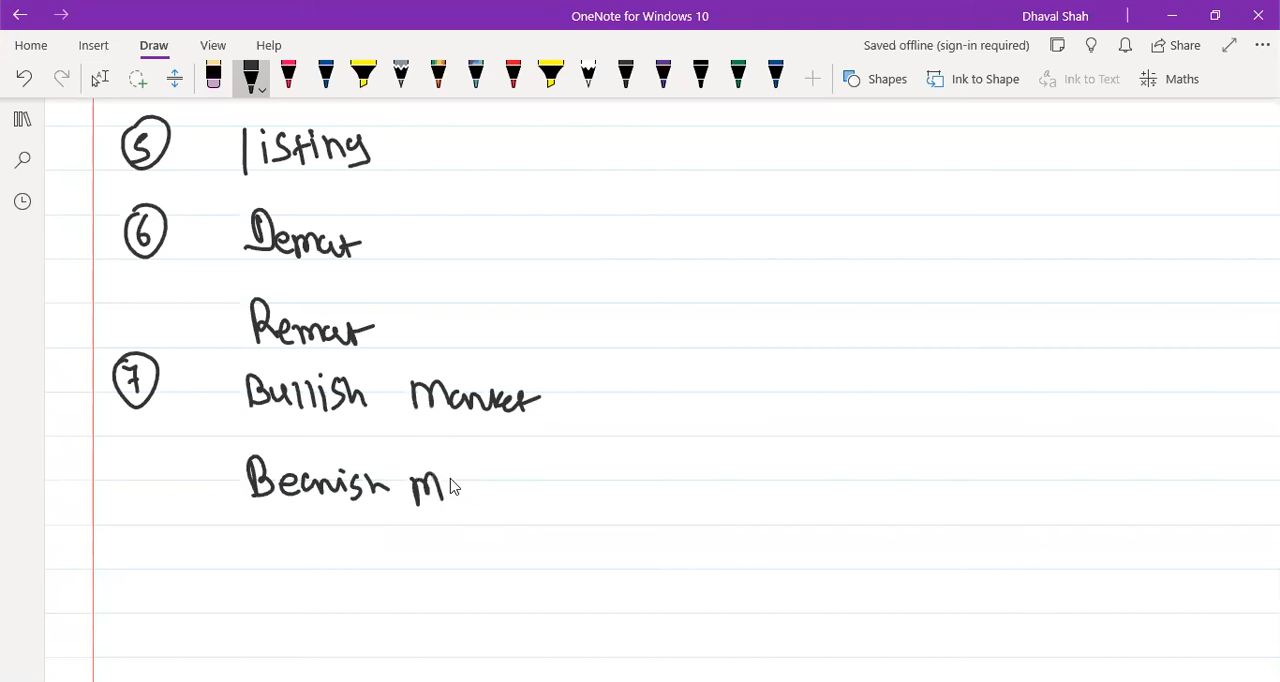 OneNote for Windows 10
Dhaval Shah
Home Insert Draw View Help
Saved offline (sign-in required) Share
Shapes Ink to Shape Ink to Text Maths
5 listing
6 Demat
Remat
7 Bullish Market
Bearish M